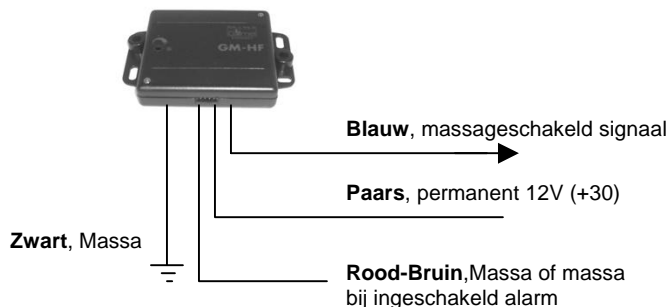 GM-HF
Blauw, massageschakeld signaal
Paars, permanent 12V (+30)
Zwart, Massa
Rood-Bruin,Massa of massa
bij ingeschakeld alarm